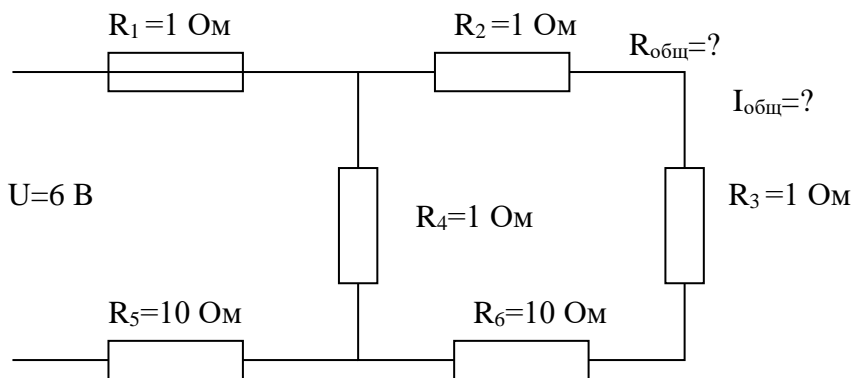 R₁ =1 Ом
R₂ =1 Ом
Rобщ=?
Iобщ=?
U=6 В
R₄=1 Ом
R₃ =1 Ом
R₅=10 Ом
R₆=10 Ом